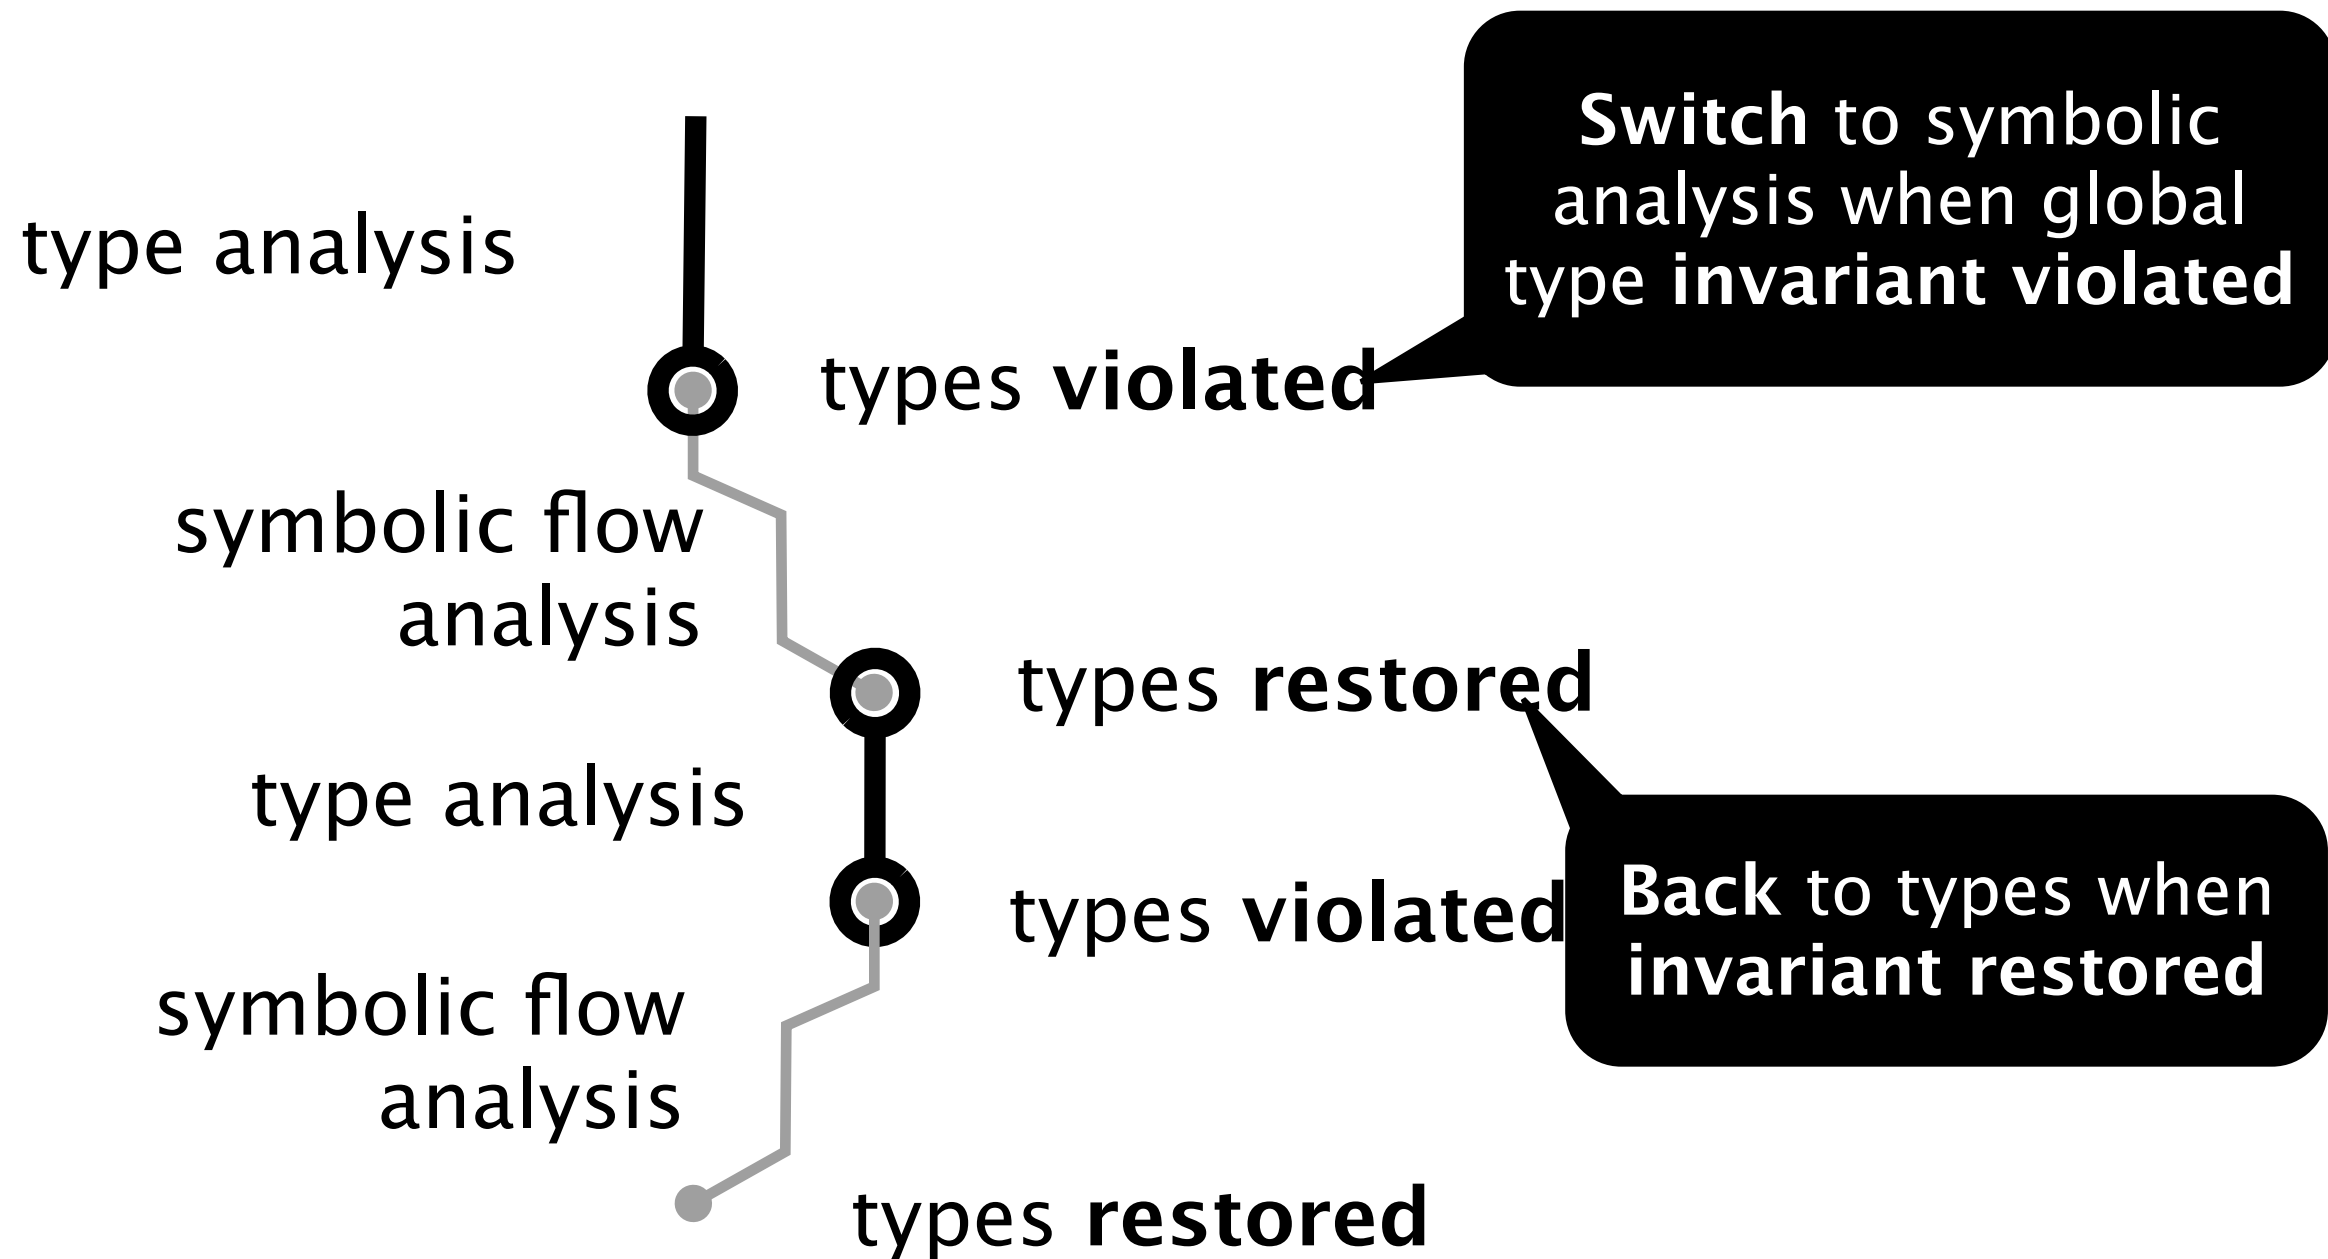 Switch to symbolic
analysis when global
type invariant violated
type analysis
types violated
symbolic flow
analysis
types restored
type analysis
Back to types when
invariant restored
types violated
symbolic flow
analysis
types restored